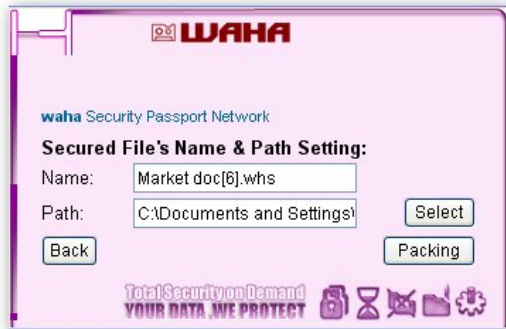 WAHA
waha Security Passport Network
Secured File's Name & Path Setting:
Name: Market doc[6].whs
Path: C:\Documents and Settings\ Select
Back Packing
Total Security on Demand
YOUR DATA ,WE PROTECT